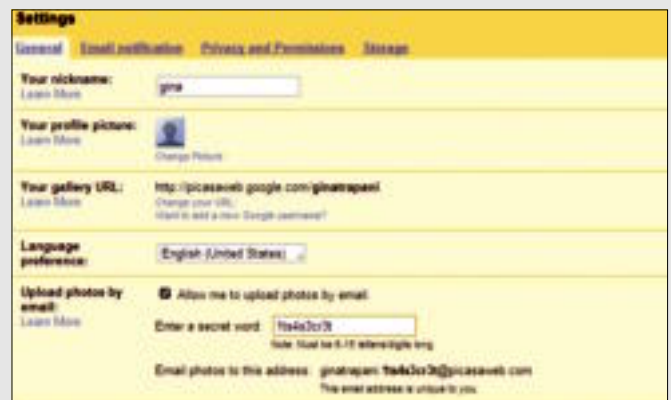 Settings
General Email notification Privacy and Permissions Storage
Your nickname:
Learn More
gina
Your profile picture:
Learn More
Change Picture
Your gallery URL:
Learn More
http://picasaweb.google.com/ginatrapani
Change your URL
Want to add a new Google username?
Language preference:
English (United States)
Upload photos by email:
Learn More
Allow me to upload photos by email
Enter a secret word:
Note: Must be 6-15 letters/digits long
Email photos to this address: ginatrapani. @picasaweb.com
This email address is unique to you.